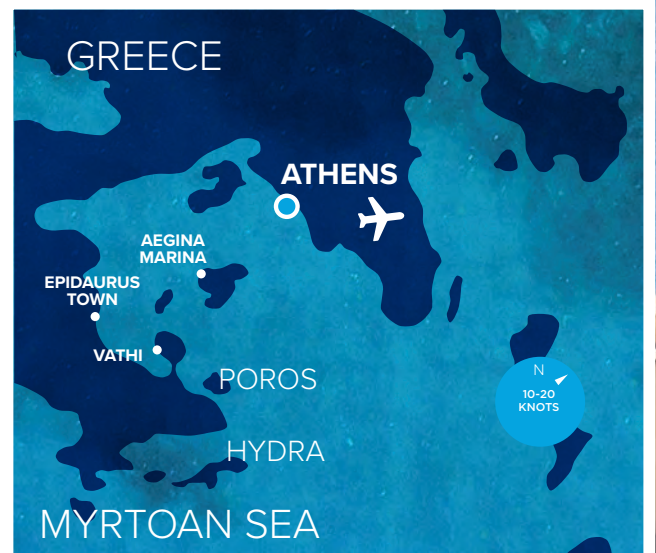 GREECE
ATHENS
AEGINA
MARINA
EPIDAURUS
TOWN
VATHI
POROS
N
10-20
KNOTS
HYDRA
MYRTOAN SEA